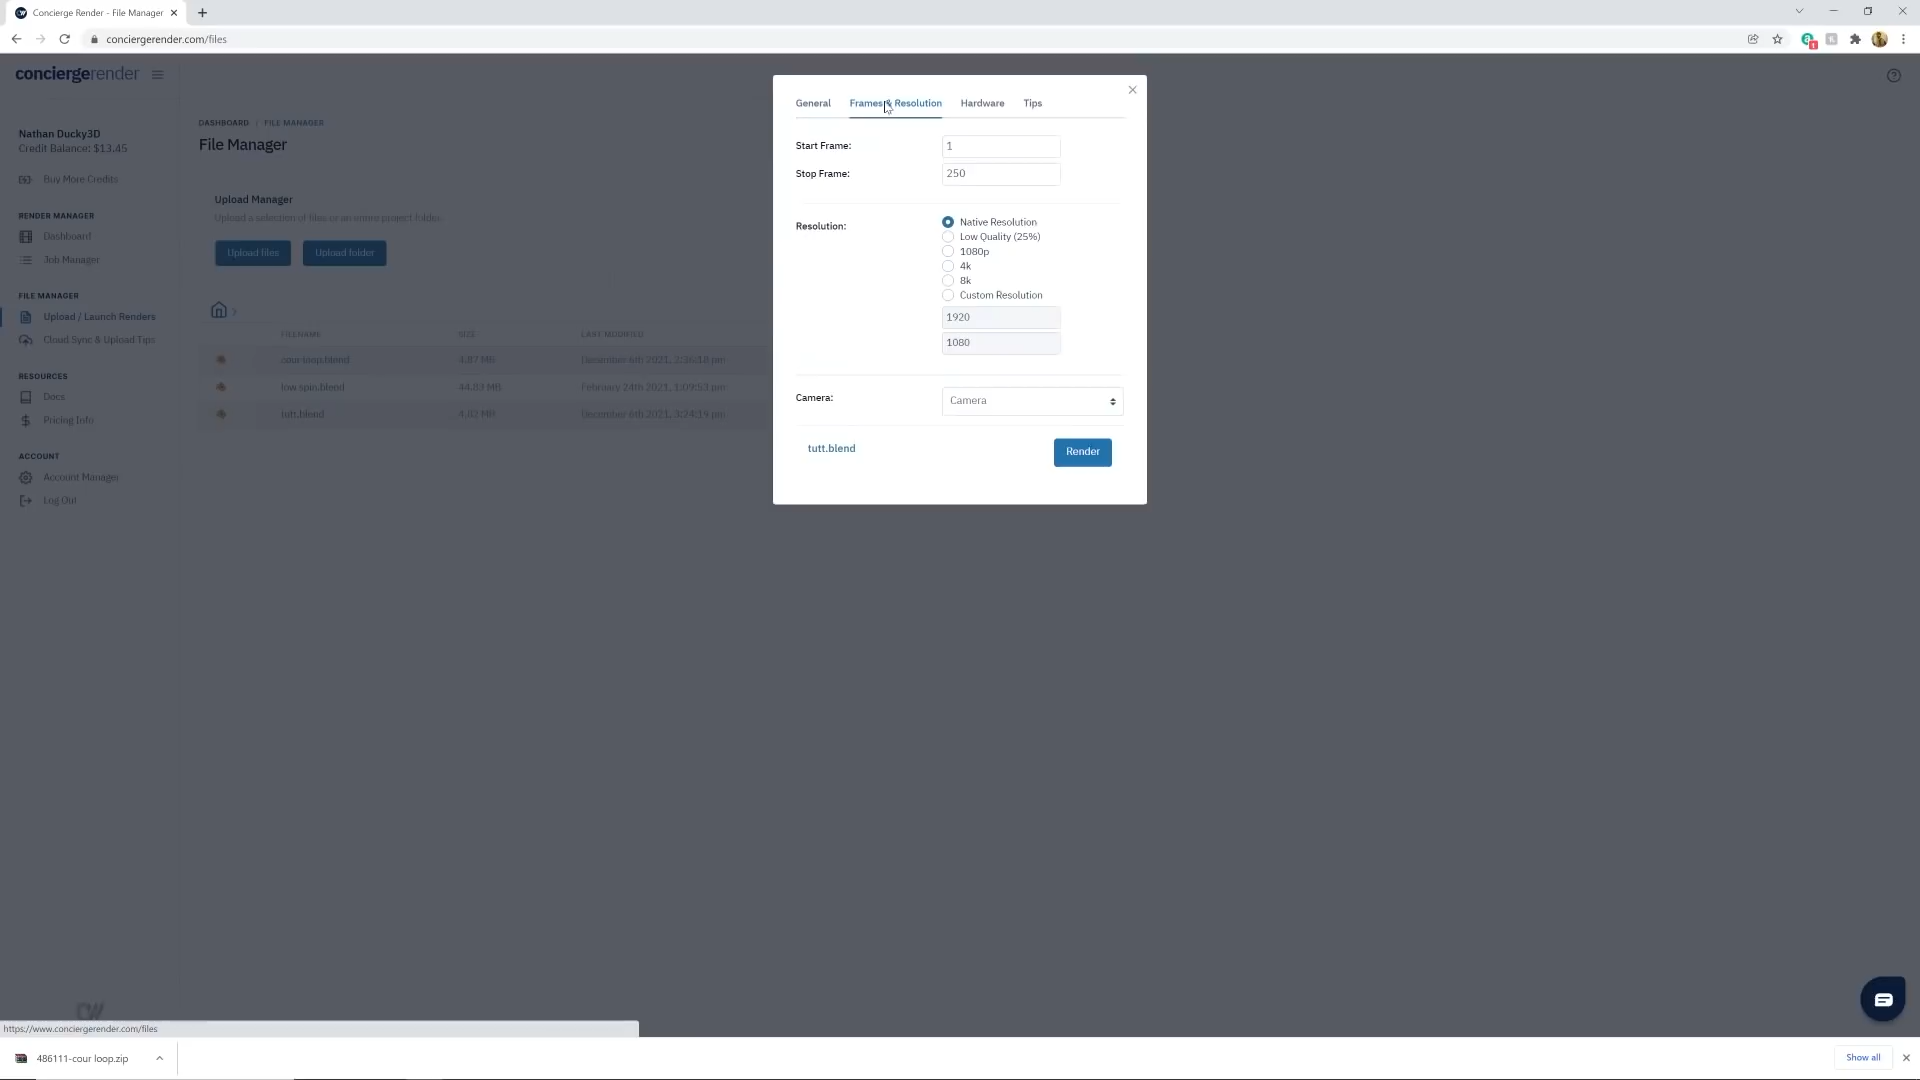 Concierge Render - File Manager
conciergerender.com/files
conciergerender
Nathan Ducky3D
Credit Balance: $13.45
Buy More Credits
RENDER MANAGER
Dashboard
Job Manager
FILE MANAGER
Upload / Launch Renders
Cloud Sync & Upload Tips
RESOURCES
Docs
Pricing Info
ACCOUNT
Account Manager
Log Out
DASHBOARD / FILE MANAGER
File Manager
Upload Manager
Upload a selection of files or an entire project folder.
Upload files Upload folder
FILENAME SIZE LAST MODIFIED
cour loop.blend 4.87 MB December 6th 2021, 2:36:18 pm
low spin.blend 44.83 MB February 24th 2021, 1:09:53 pm
tutt.blend 4.82 MB December 6th 2021, 3:24:19 pm
General Frames & Resolution Hardware Tips
Start Frame: 1
Stop Frame: 250
Resolution: Native Resolution
Low Quality (25%)
1080p
4k
8k
Custom Resolution
1920
1080
Camera: Camera
tutt.blend Render
CW
https://www.conciergerender.com/files
486111-cour loop.zip
Show all